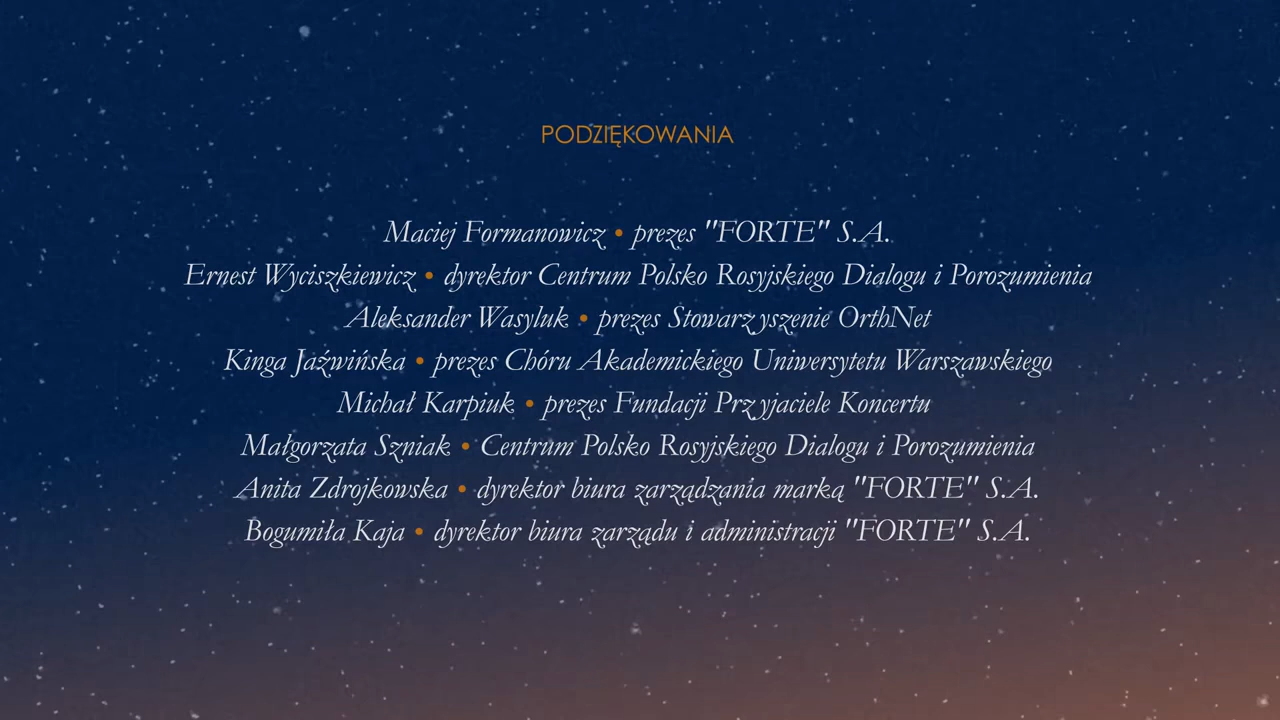 PODZIĘKOWANIA
Maciej Formanowicz • prezes "FORTE" S.A.
Ernest Wyciszkiewicz • dyrektor Centrum Polsko Rosyjskiego Dialogu i Porozumienia
Aleksander Wasyluk • prezes Stowarzyszenie OrthNet
Kinga Jaźwińska • prezes Chóru Akademickiego Uniwersytetu Warszawskiego
Michał Karpiuk • prezes Fundacji Przyjaciele Koncertu
Małgorzata Szniak • Centrum Polsko Rosyjskiego Dialogu i Porozumienia
Anita Zdrojkowska • dyrektor biura zarządzania marką "FORTE" S.A.
Bogumiła Kaja • dyrektor biura zarządu i administracji "FORTE" S.A.